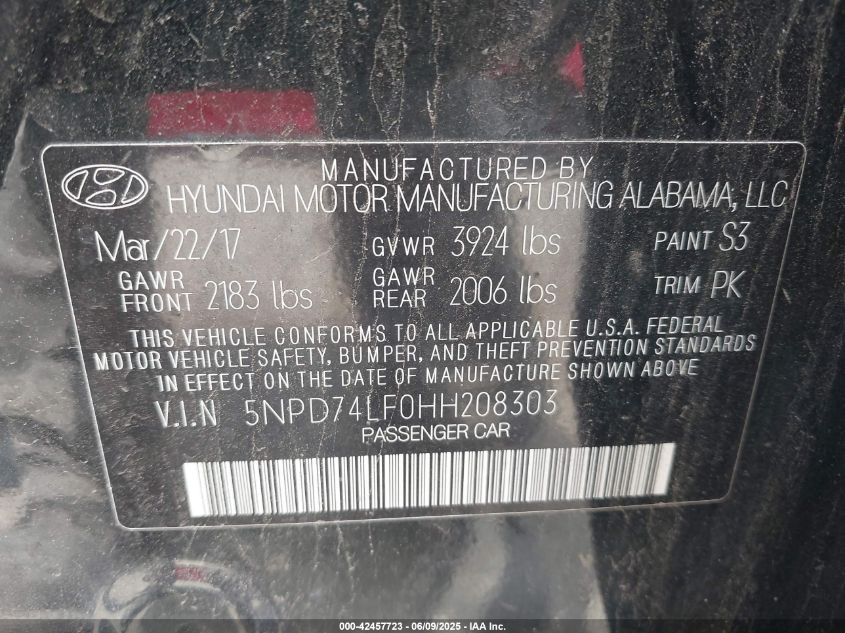 MANUFACTURED BY
HYUNDAI MOTOR MANUFACTURING ALABAMA, LLC
Mar/22/17 GVWR 3924 lbs PAINT S3
GAWR FRONT 2183 lbs GAWR REAR 2006 lbs TRIM PK
THIS VEHICLE CONFORMS TO ALL APPLICABLE U.S.A. FEDERAL
MOTOR VEHICLE SAFETY, BUMPER, AND THEFT PREVENTION STANDARDS
IN EFFECT ON THE DATE OF MANUFACTURE SHOWN ABOVE
V.I.N 5NPD74LF0HH208303
PASSENGER CAR
000-42457723 - 06/09/2025 - IAA Inc.